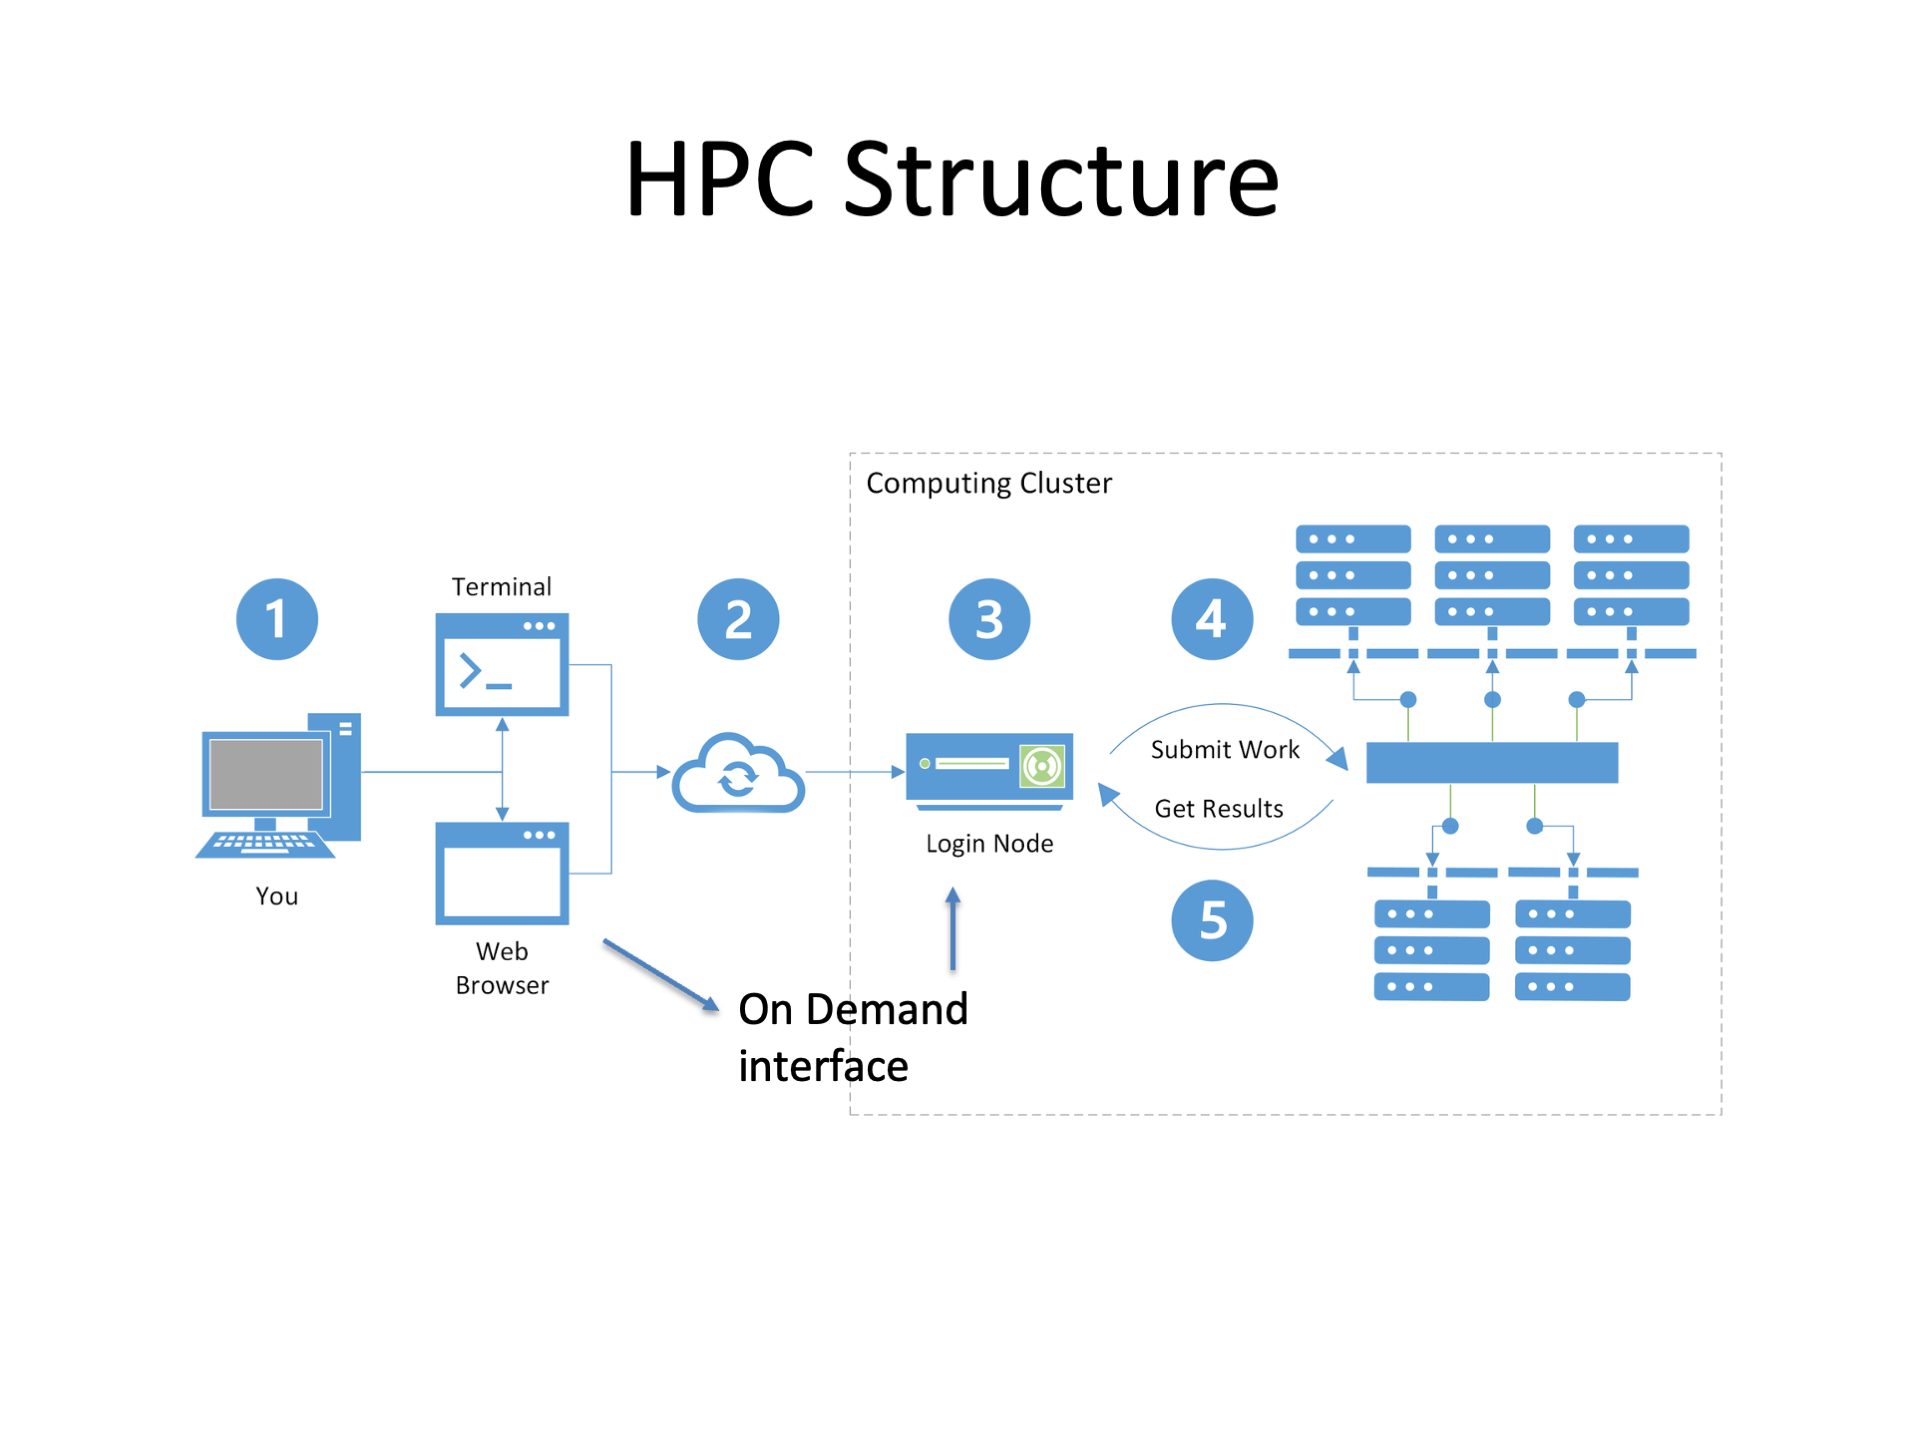 HPC Structure
Computing Cluster
1
Terminal
>_
2
3
4
Submit Work
Get Results
Login Node
You
5
Web
Browser
On Demand
interface